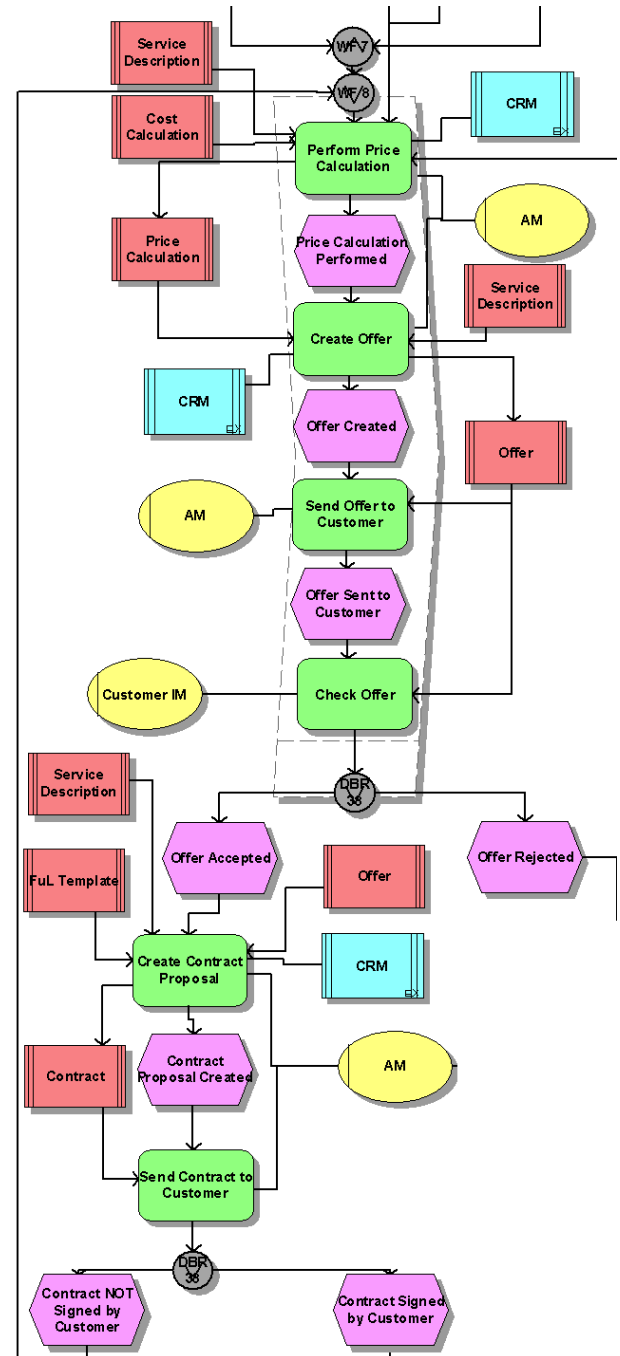 WF/7
Service
Description
WF/8
CRM
EX
Cost
Calculation
Perform Price
Calculation
AM
Price
Calculation
Price Calculation
Performed
Service
Description
Create Offer
CRM
EX
Offer Created
Offer
AM
Send Offer to
Customer
Offer Sent to
Customer
Customer IM
Check Offer
Service
Description
DBR
38
Offer Accepted
Offer Rejected
FuL Template
Offer
Create Contract
Proposal
CRM
EX
Contract
Contract
Proposal Created
AM
Send Contract to
Customer
DBR
38
Contract NOT
Signed by
Customer
Contract Signed
by Customer